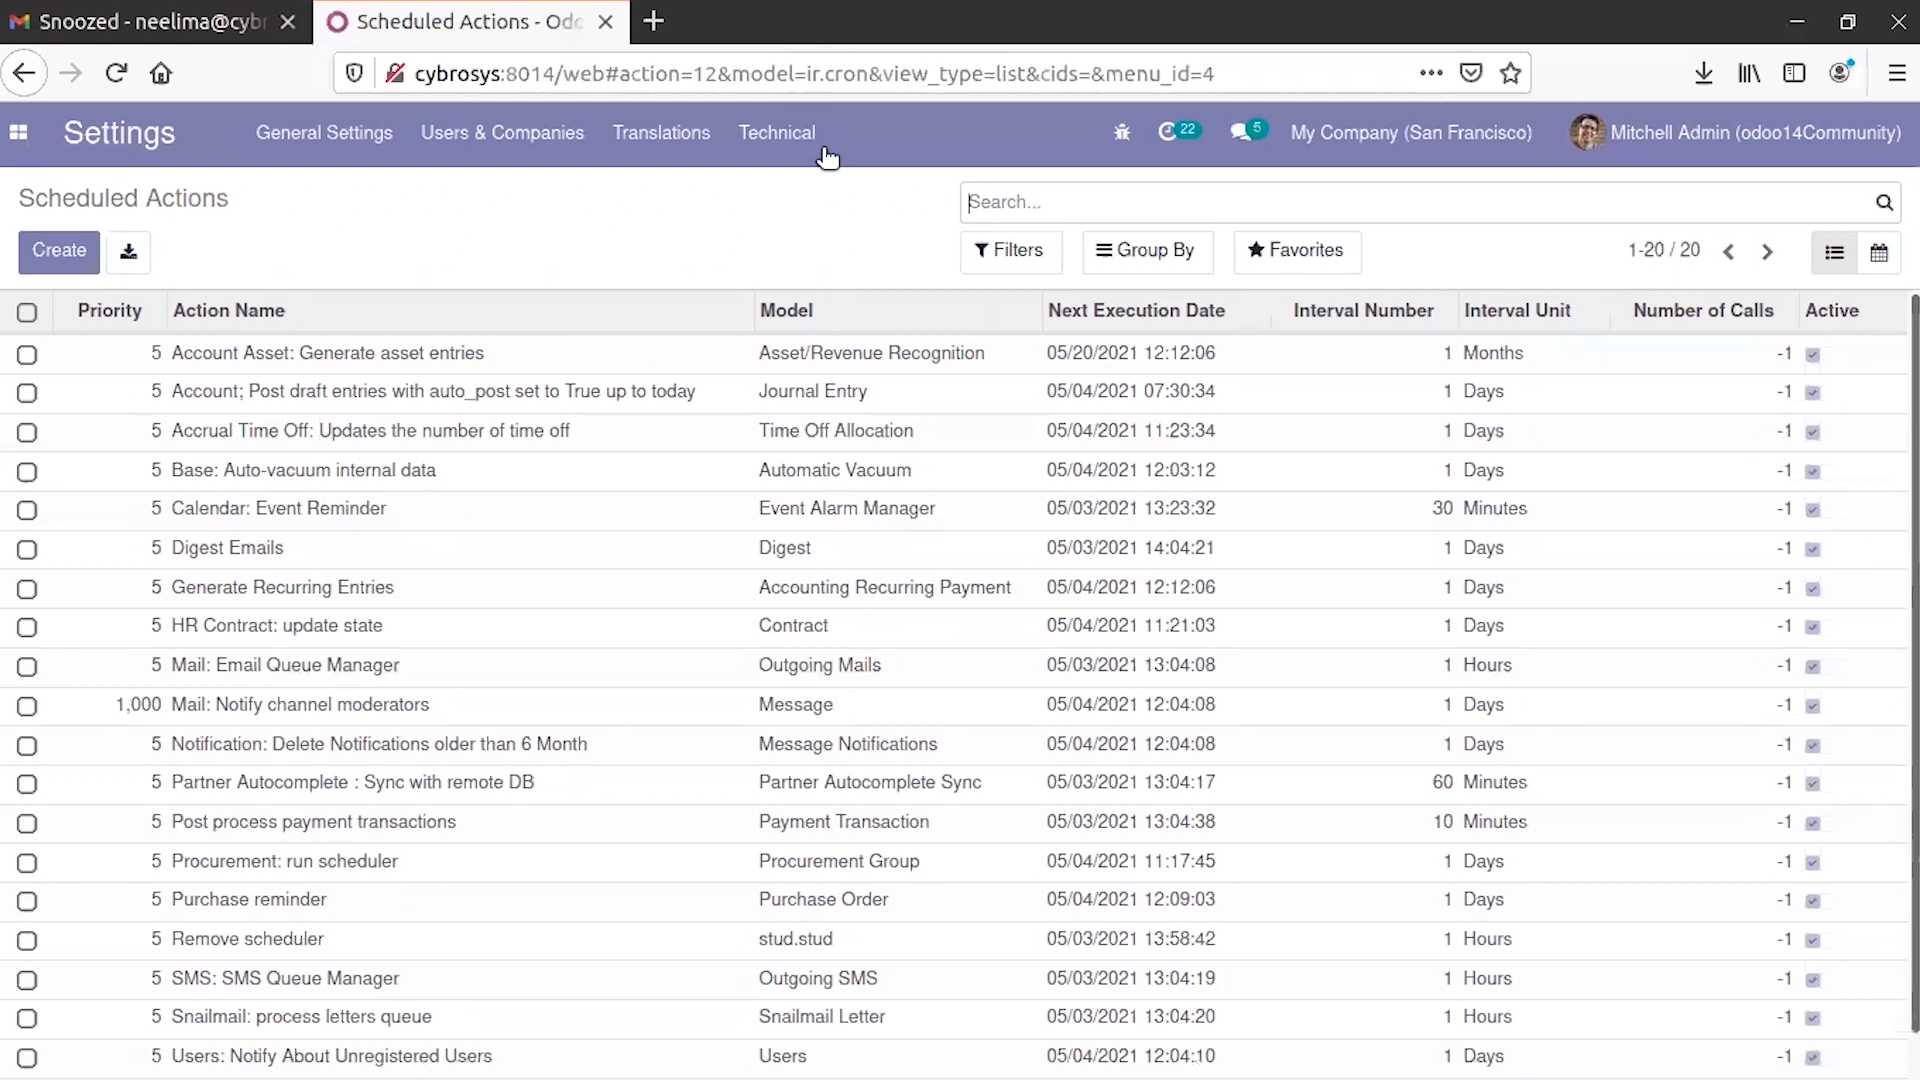 Snoozed - neelima@cyb
Scheduled Actions - Odo
cybrosys:8014/web#action=12&model=ir.cron&view_type=list&cids=&menu_id=4
Settings General Settings Users & Companies Translations Technical 22 5 My Company (San Francisco) Mitchell Admin (odoo14Community)
Scheduled Actions
Search...
Create Filters Group By Favorites 1-20 / 20
Priority Action Name Model Next Execution Date Interval Number Interval Unit Number of Calls Active
5 Account Asset: Generate asset entries Asset/Revenue Recognition 05/20/2021 12:12:06 1 Months -1
5 Account; Post draft entries with auto_post set to True up to today Journal Entry 05/04/2021 07:30:34 1 Days -1
5 Accrual Time Off: Updates the number of time off Time Off Allocation 05/04/2021 11:23:34 1 Days -1
5 Base: Auto-vacuum internal data Automatic Vacuum 05/04/2021 12:03:12 1 Days -1
5 Calendar: Event Reminder Event Alarm Manager 05/03/2021 13:23:32 30 Minutes -1
5 Digest Emails Digest 05/03/2021 14:04:21 1 Days -1
5 Generate Recurring Entries Accounting Recurring Payment 05/04/2021 12:12:06 1 Days -1
5 HR Contract: update state Contract 05/04/2021 11:21:03 1 Days -1
5 Mail: Email Queue Manager Outgoing Mails 05/03/2021 13:04:08 1 Hours -1
1,000 Mail: Notify channel moderators Message 05/04/2021 12:04:08 1 Days -1
5 Notification: Delete Notifications older than 6 Month Message Notifications 05/04/2021 12:04:08 1 Days -1
5 Partner Autocomplete : Sync with remote DB Partner Autocomplete Sync 05/03/2021 13:04:17 60 Minutes -1
5 Post process payment transactions Payment Transaction 05/03/2021 13:04:38 10 Minutes -1
5 Procurement: run scheduler Procurement Group 05/04/2021 11:17:45 1 Days -1
5 Purchase reminder Purchase Order 05/04/2021 12:09:03 1 Days -1
5 Remove scheduler stud.stud 05/03/2021 13:58:42 1 Hours -1
5 SMS: SMS Queue Manager Outgoing SMS 05/03/2021 13:04:19 1 Hours -1
5 Snailmail: process letters queue Snailmail Letter 05/03/2021 13:04:20 1 Hours -1
5 Users: Notify About Unregistered Users Users 05/04/2021 12:04:10 1 Days -1